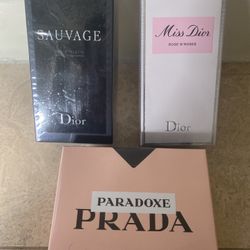 SAUVAGE
Dior
Miss Dior
ROSE N'ROSES
Dior
PARADOXE
PRADA